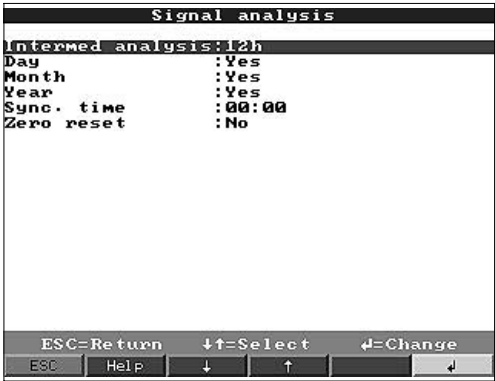 Signal analysis
Intermed analysis:12h
Day :Yes
Month :Yes
Year :Yes
Sync. time :00:00
Zero reset :No
ESC=Return ↓↑=Select ↲=Change
ESC Help ↓ ↑ ↲